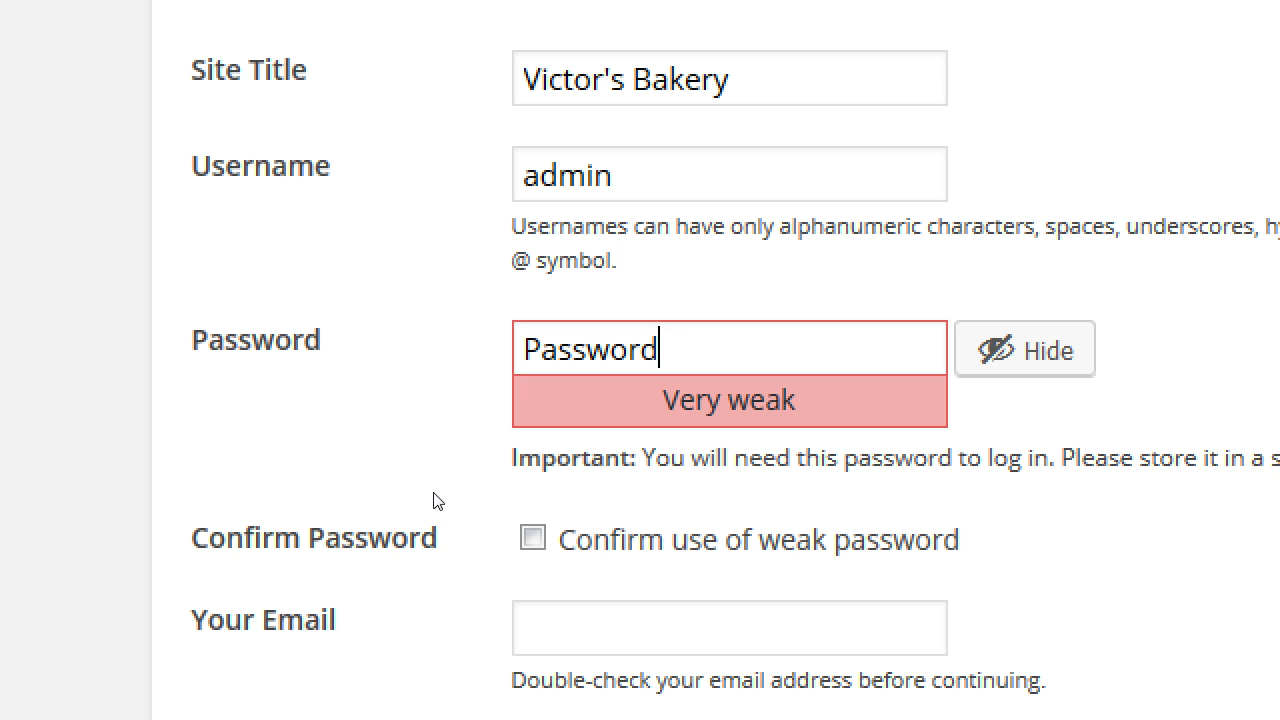 Site Title
Victor's Bakery
Username
admin
Usernames can have only alphanumeric characters, spaces, underscores,
@ symbol.
Password
Password
Hide
Very weak
Important: You will need this password to log in. Please store it in a
Confirm Password
Confirm use of weak password
Your Email
Double-check your email address before continuing.